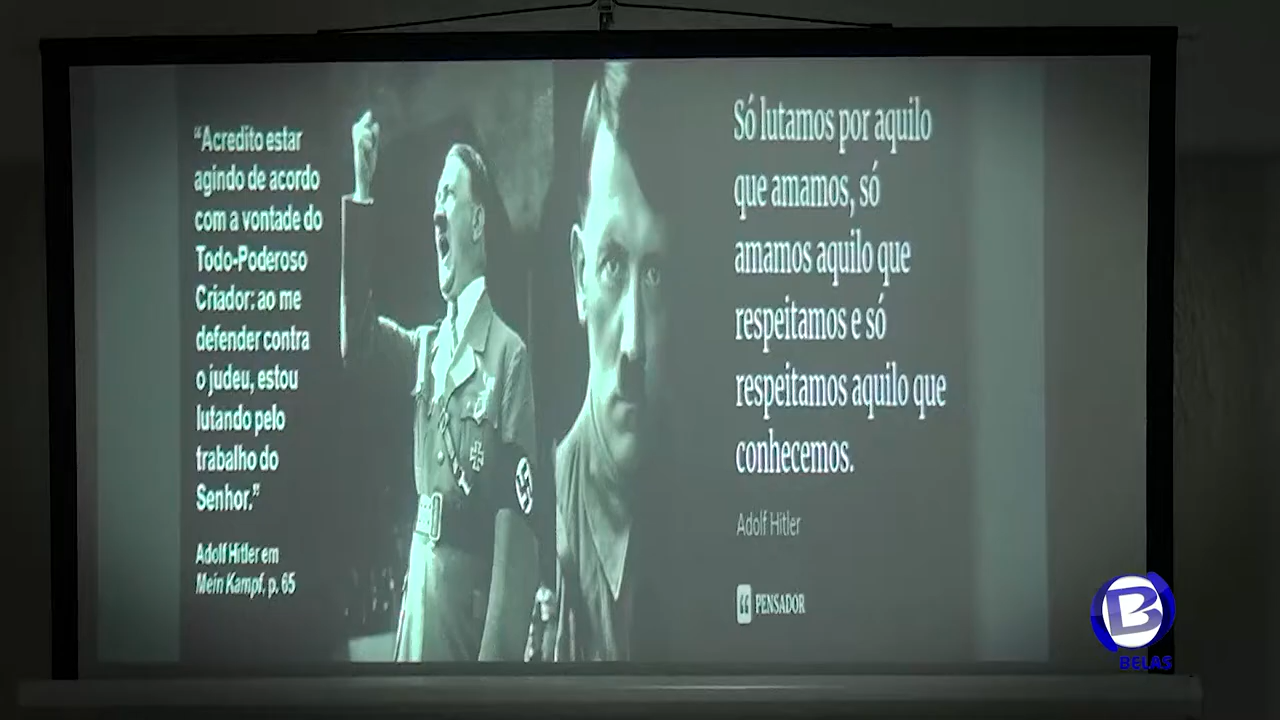 “Acredito estar
agindo de acordo
com a vontade do
Todo-Poderoso
Criador: ao me
defender contra
o judeu, estou
lutando pelo
trabalho do
Senhor.”
Adolf Hitler em
Mein Kampf, p. 65
Só lutamos por aquilo
que amamos, só
amamos aquilo que
respeitamos e só
respeitamos aquilo que
conhecemos.
Adolf Hitler
“ PENSADOR
B
BELAS